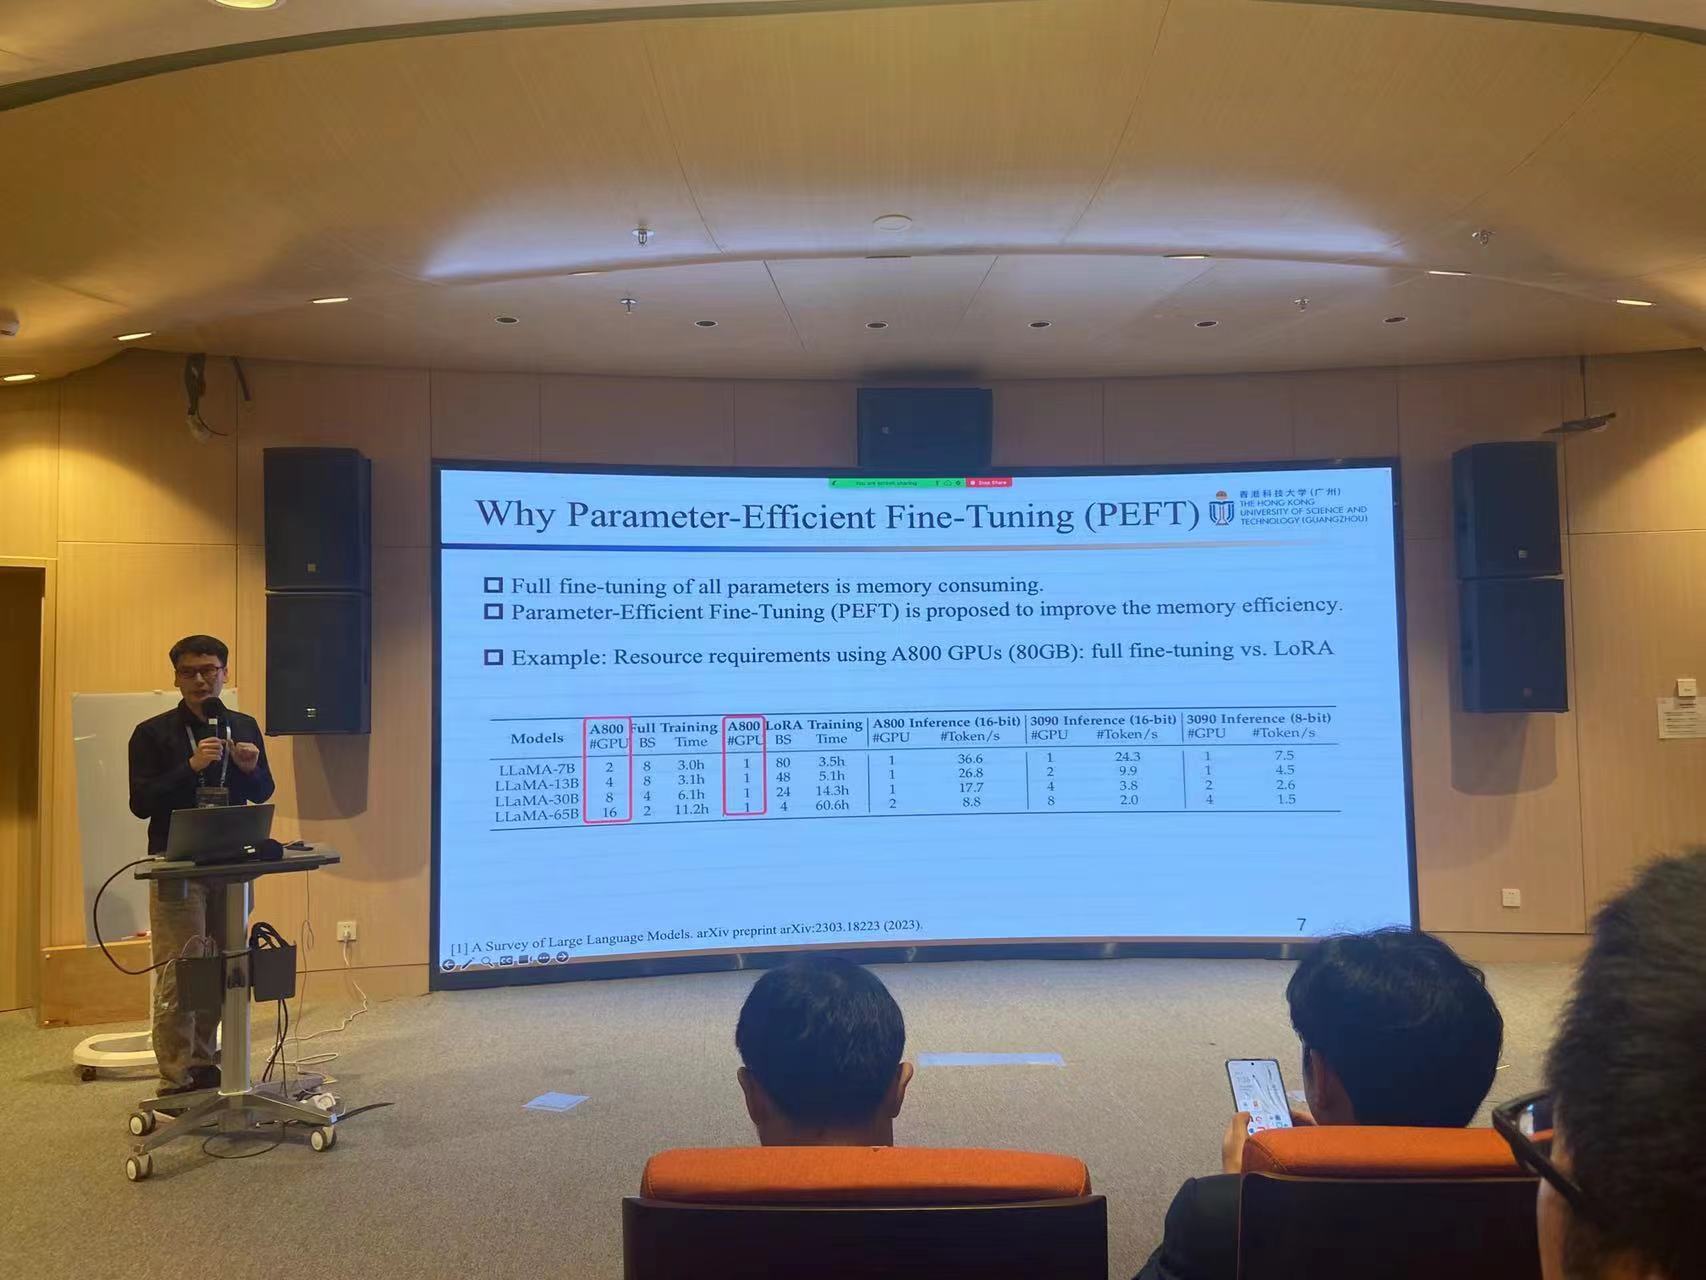 You are screen sharing
Stop Share
Why Parameter-Efficient Fine-Tuning (PEFT)
香港科技大学(广州)
THE HONG KONG
UNIVERSITY OF SCIENCE AND
TECHNOLOGY (GUANGZHOU)
Full fine-tuning of all parameters is memory consuming.
Parameter-Efficient Fine-Tuning (PEFT) is proposed to improve the memory efficiency.
Example: Resource requirements using A800 GPUs (80GB): full fine-tuning vs. LoRA
Models A800 Full Training A800 LoRA Training A800 Inference (16-bit) 3090 Inference (16-bit) 3090 Inference (8-bit)
#GPU BS Time #GPU BS Time #GPU #Token/s #GPU #Token/s #GPU #Token/s
LLaMA-7B 2 8 3.0h 1 80 3.5h 1 36.6 1 24.3 1 7.5
LLaMA-13B 4 8 3.1h 1 48 5.1h 1 26.8 2 9.9 1 4.5
LLaMA-30B 8 4 6.1h 1 24 14.3h 1 17.7 4 3.8 2 2.6
LLaMA-65B 16 2 11.2h 1 4 60.6h 2 8.8 8 2.0 4 1.5
[1] A Survey of Large Language Models. arXiv preprint arXiv:2303.18223 (2023).
7